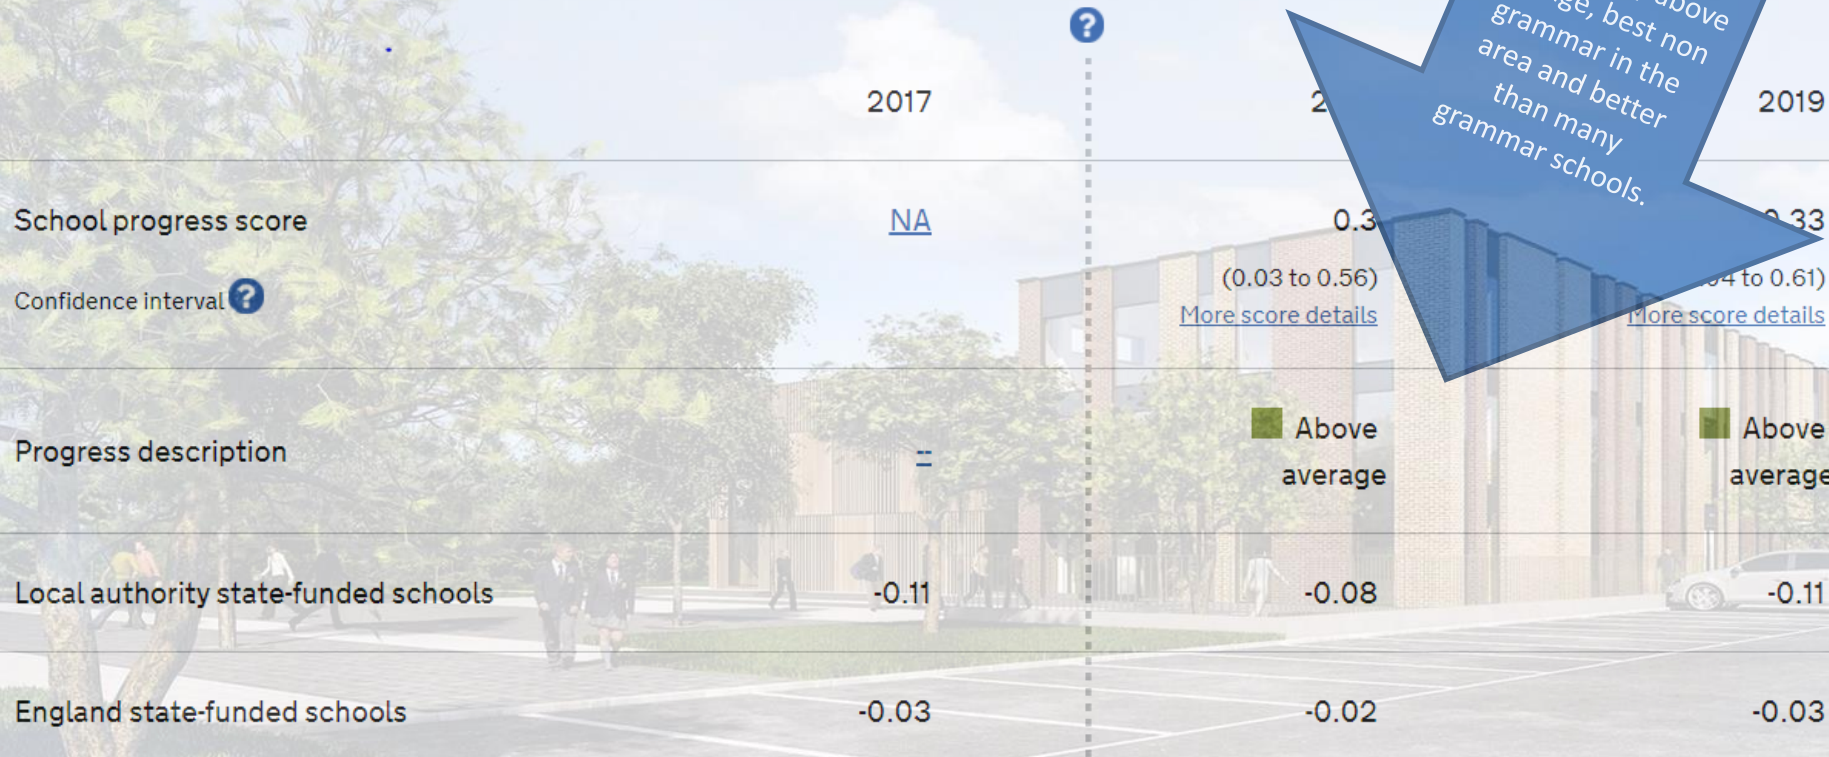 ?
2017
2019
above
best non
grammar in the
area and better
than many
grammar schools.
School progress score
NA
0.3
Confidence interval ?
(0.03 to 0.56)
to 0.61)
More score details
More score details
Progress description
--
Above
average
Above
average
Local authority state-funded schools
-0.11
-0.08
-0.11
England state-funded schools
-0.03
-0.02
-0.03